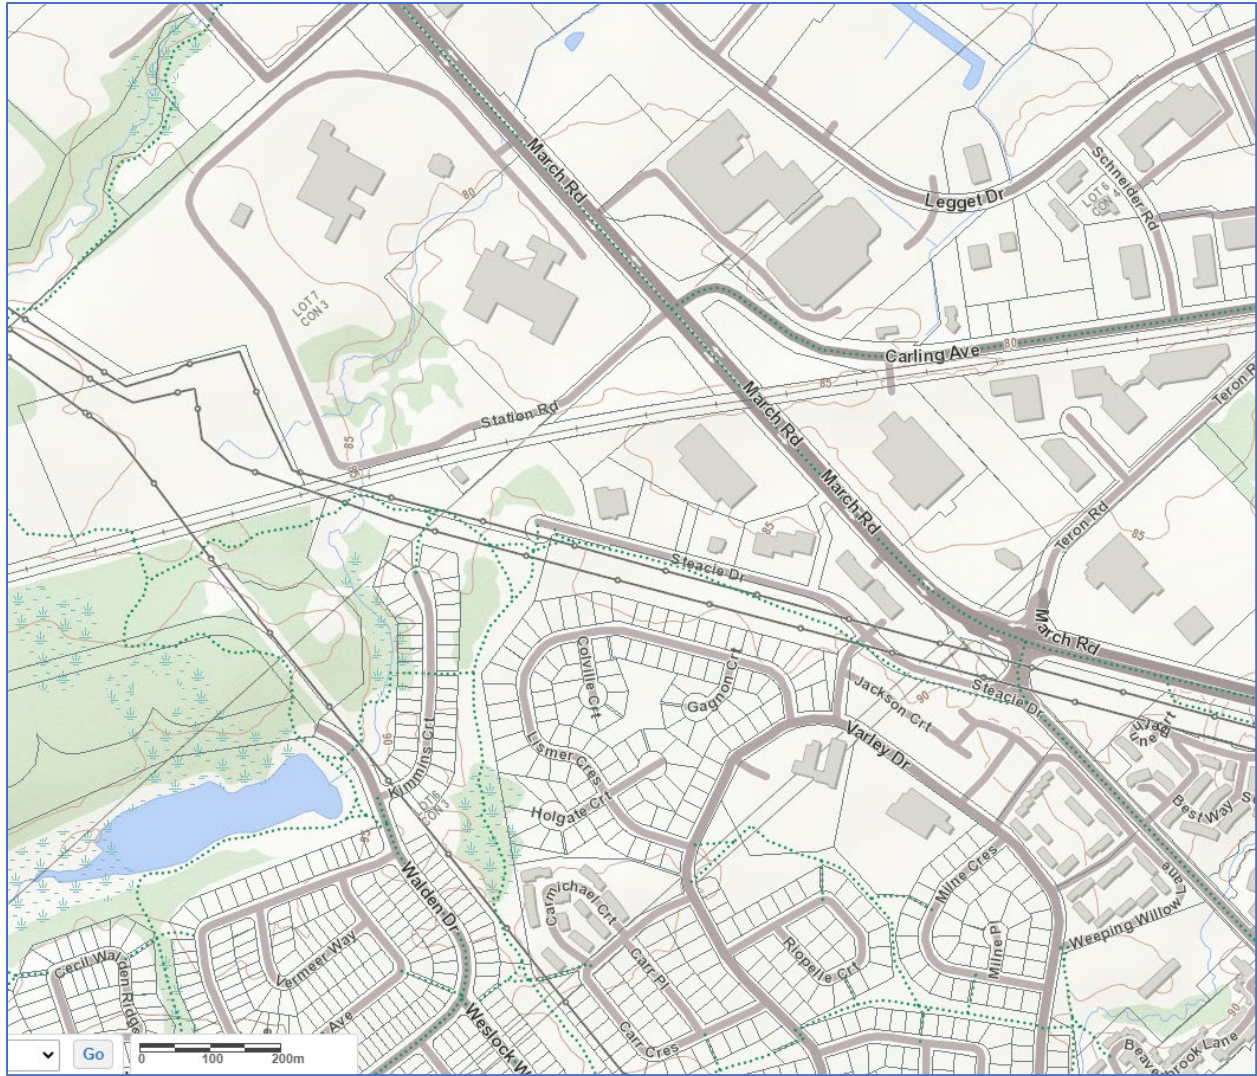 March Rd
Legget Dr
Schneider Rd
LOT 6
CON 4
80
LOT 7
CON 3
Carling Ave
80
85
Station Rd
March Rd
Teron R
85
85
March Rd
Teron Rd
85
85
Steacie Dr
March Rd
Colville Crt
Gagnon Crt
Jackson Crt
90
Steacie Dr
Varley Dr
Lismer Cres
Kimmins Crt
90
LOT 6
CON 3
Holgate Crt
Best Way
95
Walden Dr
Carmichael Crt
Milne Cres
Lane
Weeping Willow
Milne Pl
Riopelle Crt
Vermeer Way
Cecil Walden Ridge
Carr Pl
Carr Cres
Weslock W
Ave
90
Beaverbrook Lane
Go
0 100 200m